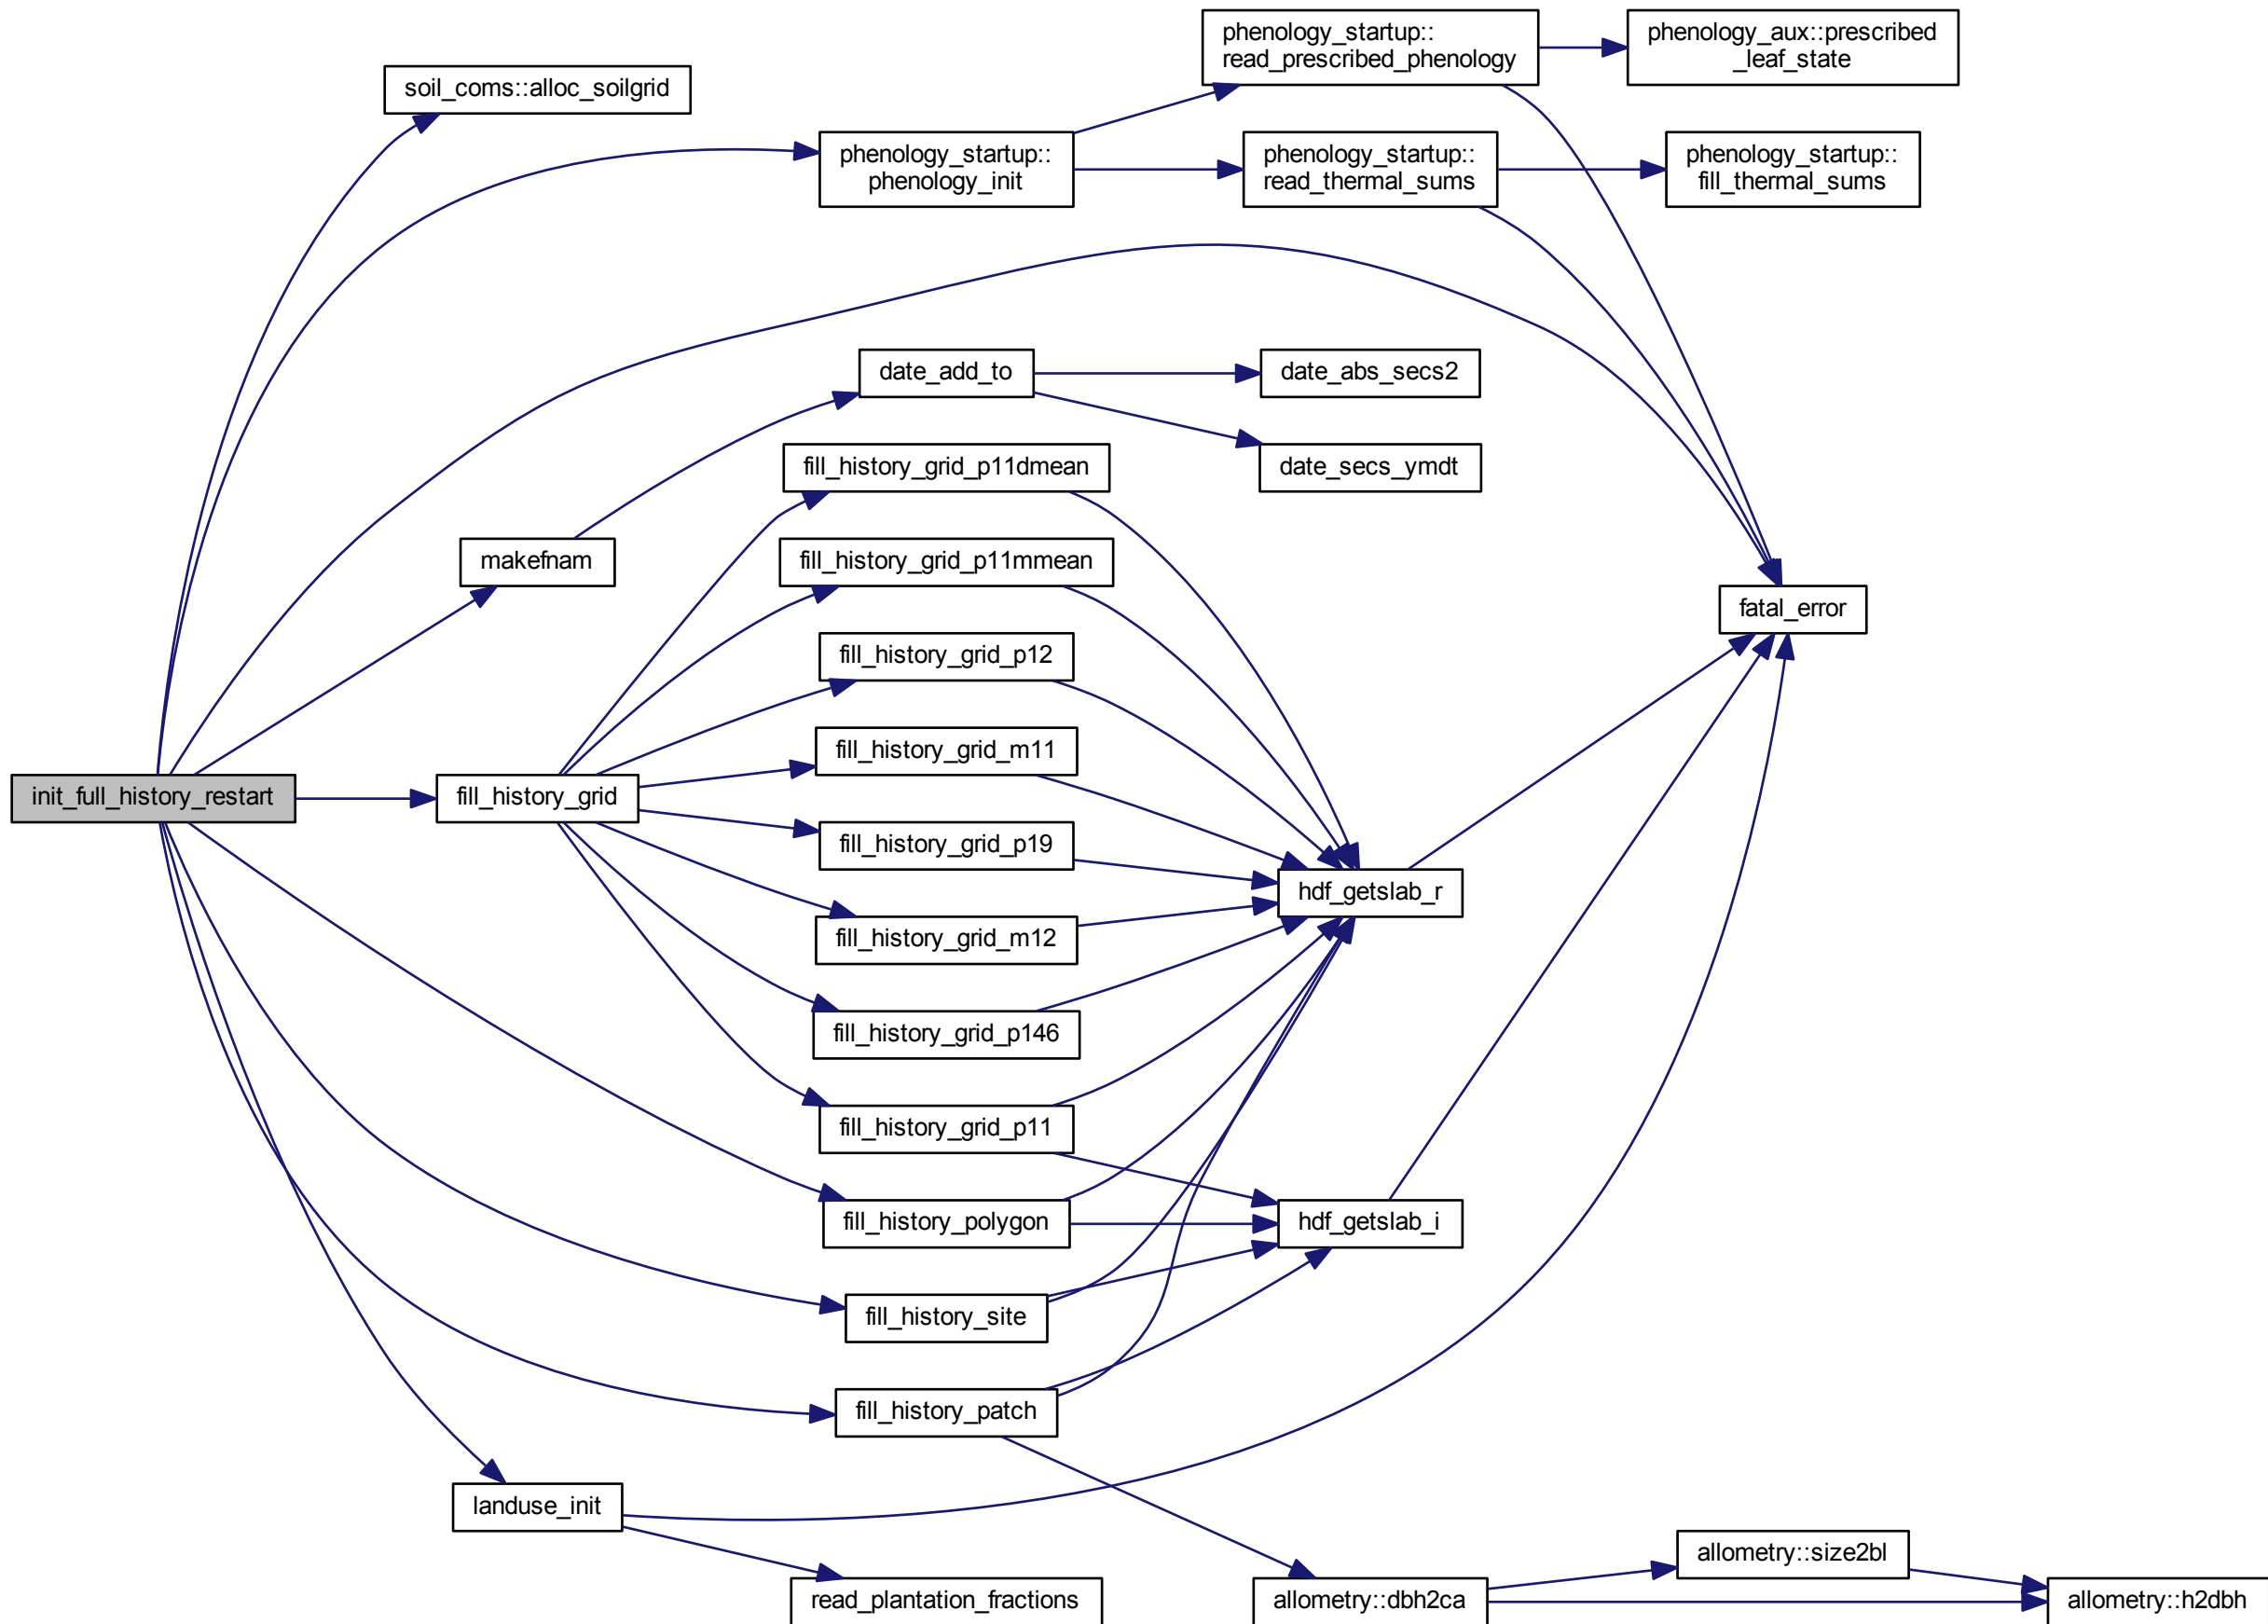 phenology_startup::
read_prescribed_phenology
phenology_aux::prescribed
_leaf_state
soil_coms::alloc_soilgrid
phenology_startup::
phenology_init
phenology_startup::
read_thermal_sums
phenology_startup::
fill_thermal_sums
date_add_to
date_abs_secs2
fill_history_grid_p11dmean
date_secs_ymdt
makefnam
fill_history_grid_p11mmean
fatal_error
fill_history_grid_p12
fill_history_grid_m11
init_full_history_restart
fill_history_grid
fill_history_grid_p19
hdf_getslab_r
fill_history_grid_m12
fill_history_grid_p146
fill_history_grid_p11
fill_history_polygon
hdf_getslab_i
fill_history_site
fill_history_patch
landuse_init
allometry::size2bl
read_plantation_fractions
allometry::dbh2ca
allometry::h2dbh